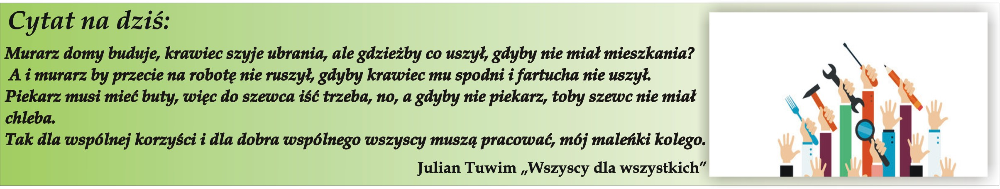 Cytat na dziś:
Murarz domy buduje, krawiec szyje ubrania, ale gdzieżby co uszył, gdyby nie miał mieszkania?
A i murarz by przecie na robotę nie ruszył, gdyby krawiec mu spodni i fartucha nie uszył.
Piekarz musi mieć buty, więc do szewca iść trzeba, no, a gdyby nie piekarz, toby szewc nie miał
chleba.
Tak dla wspólnej korzyści i dla dobra wspólnego wszyscy muszą pracować, mój maleńki kolego.
Julian Tuwim „Wszyscy dla wszystkich”